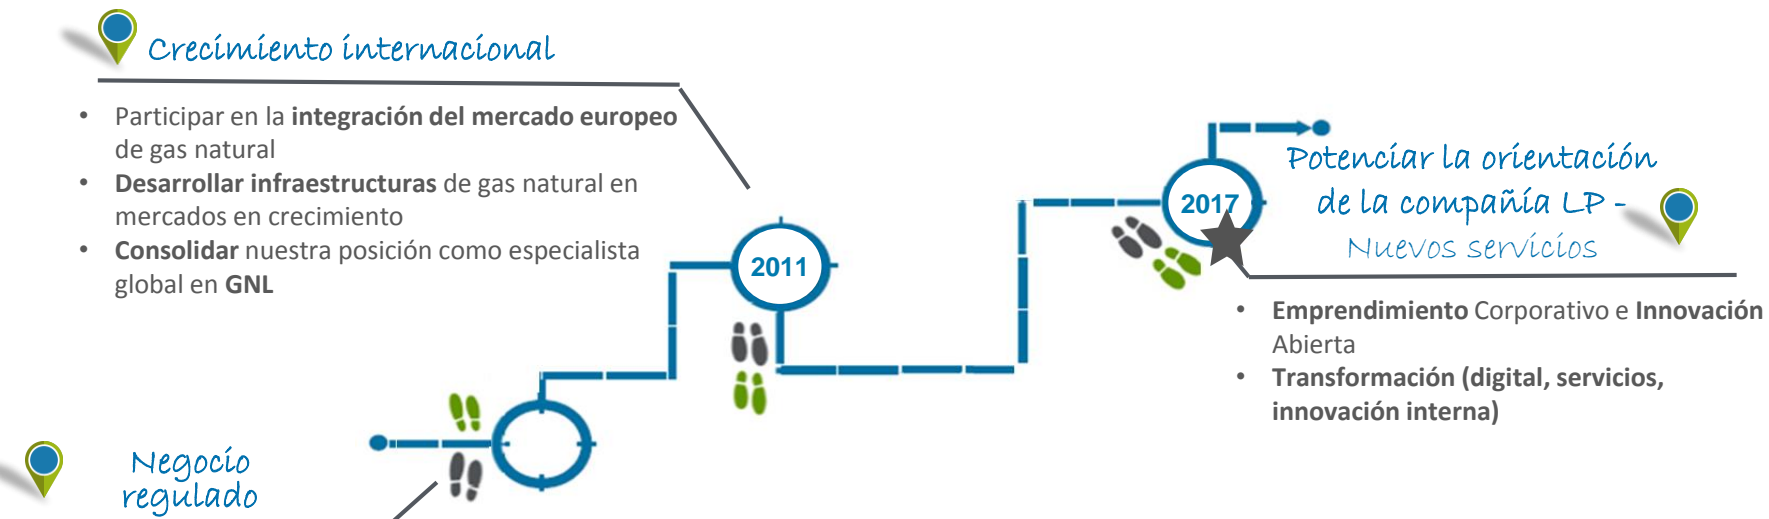 Crecimiento internacional
• Participar en la integración del mercado europeo
de gas natural
• Desarrollar infraestructuras de gas natural en
mercados en crecimiento
• Consolidar nuestra posición como especialista
global en GNL
2011
2017
Potenciar la orientación
de la compañía LP -
Nuevos servicios
• Emprendimiento Corporativo e Innovación
Abierta
• Transformación (digital, servicios,
innovación interna)
Negocio
regulado